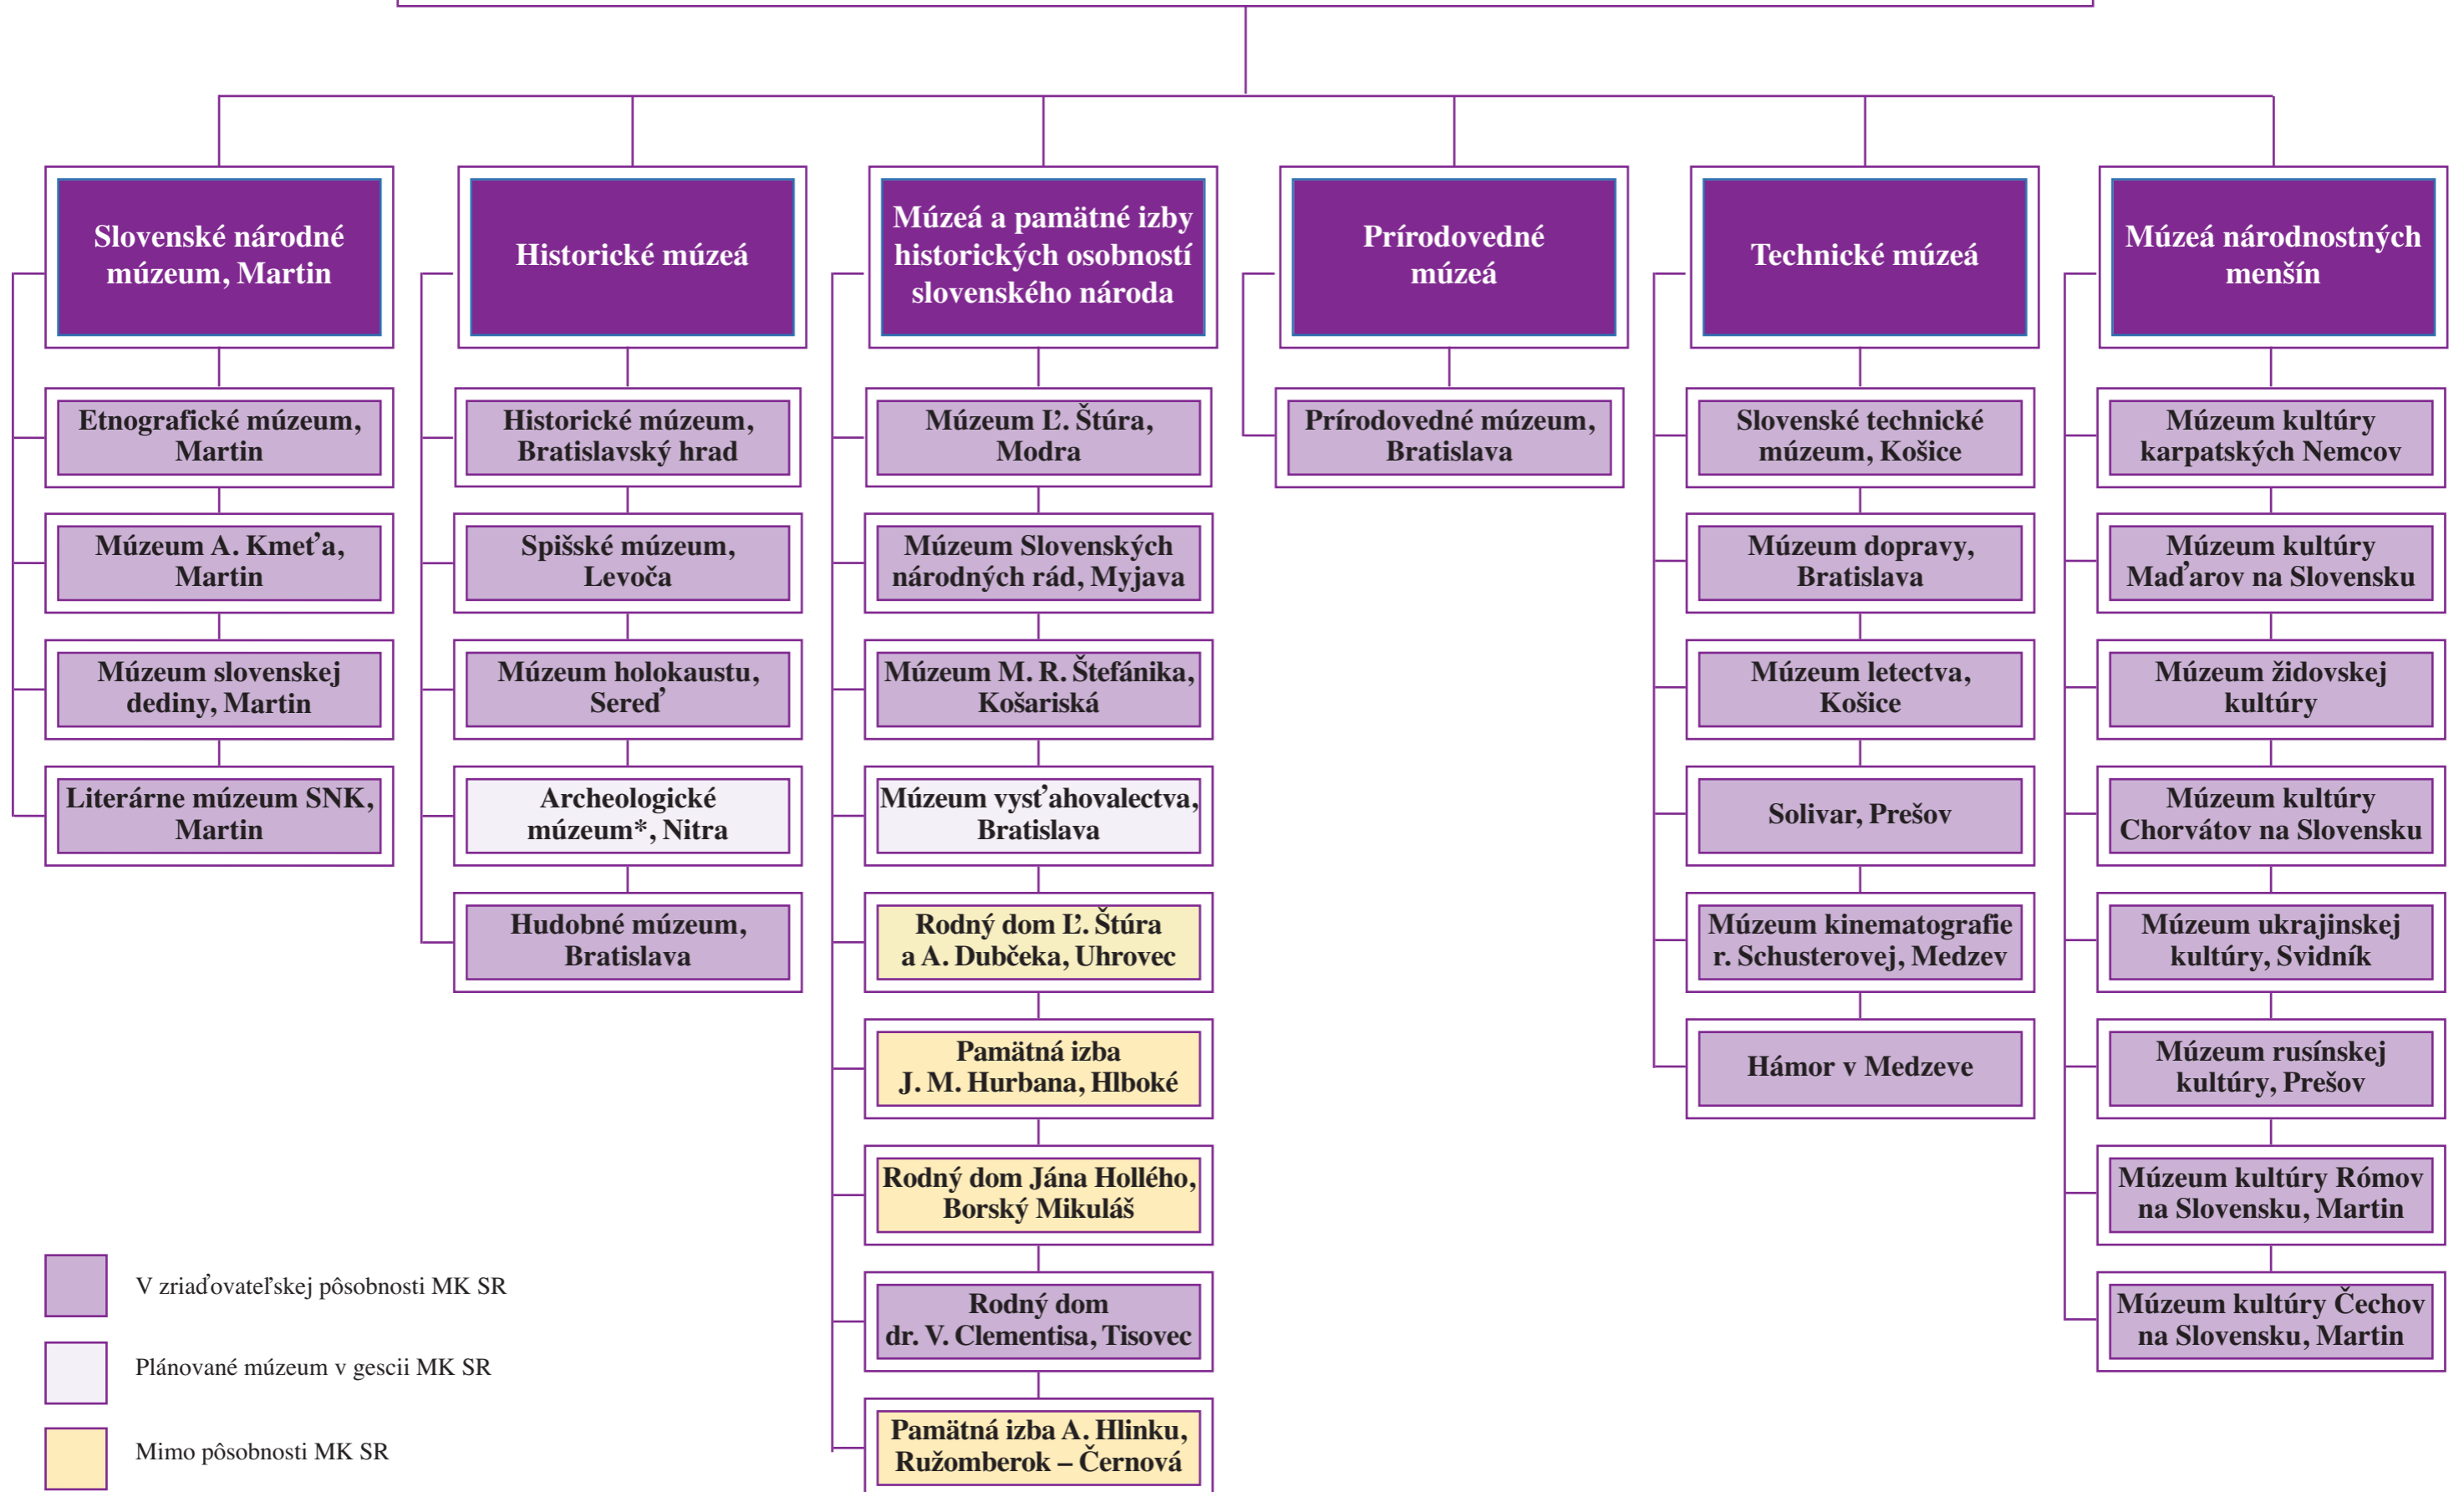 Slovenské národné
múzeum, Martin
Etnografické múzeum,
Martin
Múzeum A. Kmeťa,
Martin
Múzeum slovenskej
dediny, Martin
Literárne múzeum SNK,
Martin
Historické múzeá
Historické múzeum,
Bratislavský hrad
Spišské múzeum,
Levoča
Múzeum holokaustu,
Sereď
Archeologické
múzeum*, Nitra
Hudobné múzeum,
Bratislava
Múzeá a pamätné izby
historických osobností
slovenského národa
Múzeum Ľ. Štúra,
Modra
Múzeum Slovenských
národných rád, Myjava
Múzeum M. R. Štefánika,
Košariská
Múzeum vysťahovalectva,
Bratislava
Rodný dom Ľ. Štúra
a A. Dubčeka, Uhrovec
Pamätná izba
J. M. Hurbana, Hlboké
Rodný dom Jána Hollého,
Borský Mikuláš
Rodný dom
dr. V. Clementisa, Tisovec
Pamätná izba A. Hlinku,
Ružomberok – Černová
Prírodovedné
múzeá
Prírodovedné múzeum,
Bratislava
Technické múzeá
Slovenské technické
múzeum, Košice
Múzeum dopravy,
Bratislava
Múzeum letectva,
Košice
Solivar, Prešov
Múzeum kinematografie
r. Schusterovej, Medzev
Hámor v Medzeve
Múzeá národnostných
menšín
Múzeum kultúry
karpatských Nemcov
Múzeum kultúry
Maďarov na Slovensku
Múzeum židovskej
kultúry
Múzeum kultúry
Chorvátov na Slovensku
Múzeum ukrajinskej
kultúry, Svidník
Múzeum rusínskej
kultúry, Prešov
Múzeum kultúry Rómov
na Slovensku, Martin
Múzeum kultúry Čechov
na Slovensku, Martin
V zriaďovateľskej pôsobnosti MK SR
Plánované múzeum v gescii MK SR
Mimo pôsobnosti MK SR